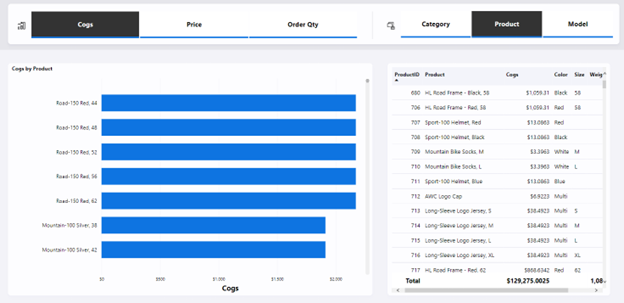 Cogs Price Order Qty Category Product Model
Cogs by Product
Road-150 Red, 44
Road-150 Red, 48
Road-150 Red, 52
Road-150 Red, 56
Road-150 Red, 62
Mountain-100 Silver, 38
Mountain-100 Silver, 42
$0 $500 $1,000 $1,500 $2,000
Cogs
ProductID Product Cogs Color Size Weig
680 HL Road Frame - Black, 58 $1,059.31 Black 58
706 HL Road Frame - Red, 58 $1,059.31 Red 58
707 Sport-100 Helmet, Red $13.0863 Red
708 Sport-100 Helmet, Black $13.0863 Black
709 Mountain Bike Socks, M $3.3963 White M
710 Mountain Bike Socks, L $3.3963 White L
711 Sport-100 Helmet, Blue $13.0863 Blue
712 AWC Logo Cap $6.9223 Multi
713 Long-Sleeve Logo Jersey, S $38.4923 Multi S
714 Long-Sleeve Logo Jersey, M $38.4923 Multi M
715 Long-Sleeve Logo Jersey, L $38.4923 Multi L
716 Long-Sleeve Logo Jersey, XL $38.4923 Multi XL
717 HL Road Frame - Red, 62 $868.6342 Red 62
Total $129,275.0025 1,08